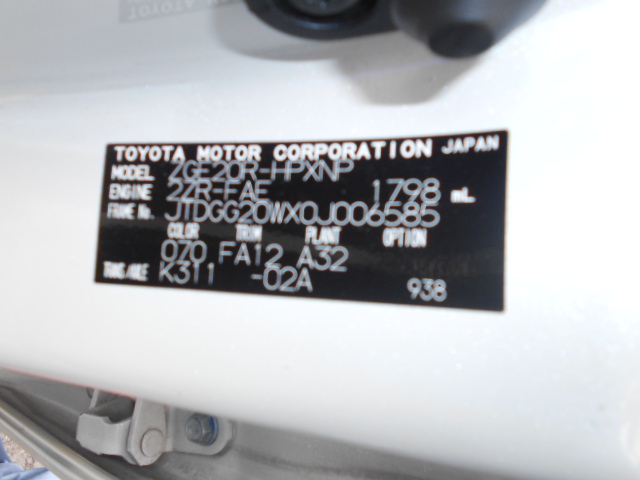 TOYOTA MOTOR CORPORATION JAPAN
MODEL ZGE20R-HPXNP
ENGINE 2ZR-FAE 1798 mL
FRAME No. JTDGG20WX0J006585
COLOR TRIM PLANT OPTION
070 FA12 A32
TRANS/AXLE K311 -02A 938